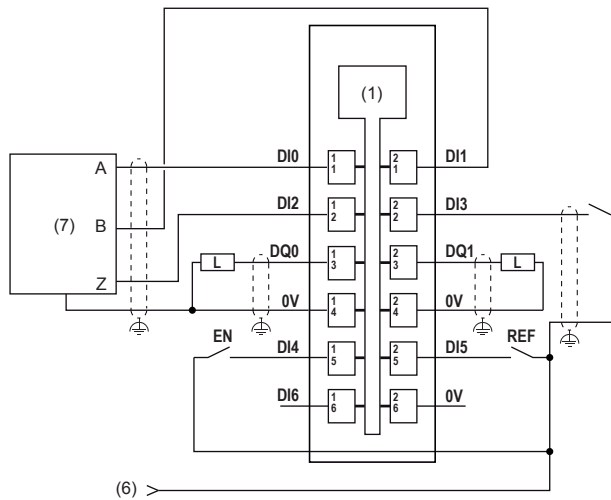 (1)
A DI0 1 1 2 1 DI1
(7) B DI2 1 2 2 2 DI3
Z L DQ0 1 3 2 3 DQ1 L
0V 1 4 2 4 0V
EN DI4 1 5 2 5 DI5 REF
DI6 1 6 2 6 0V
(6)